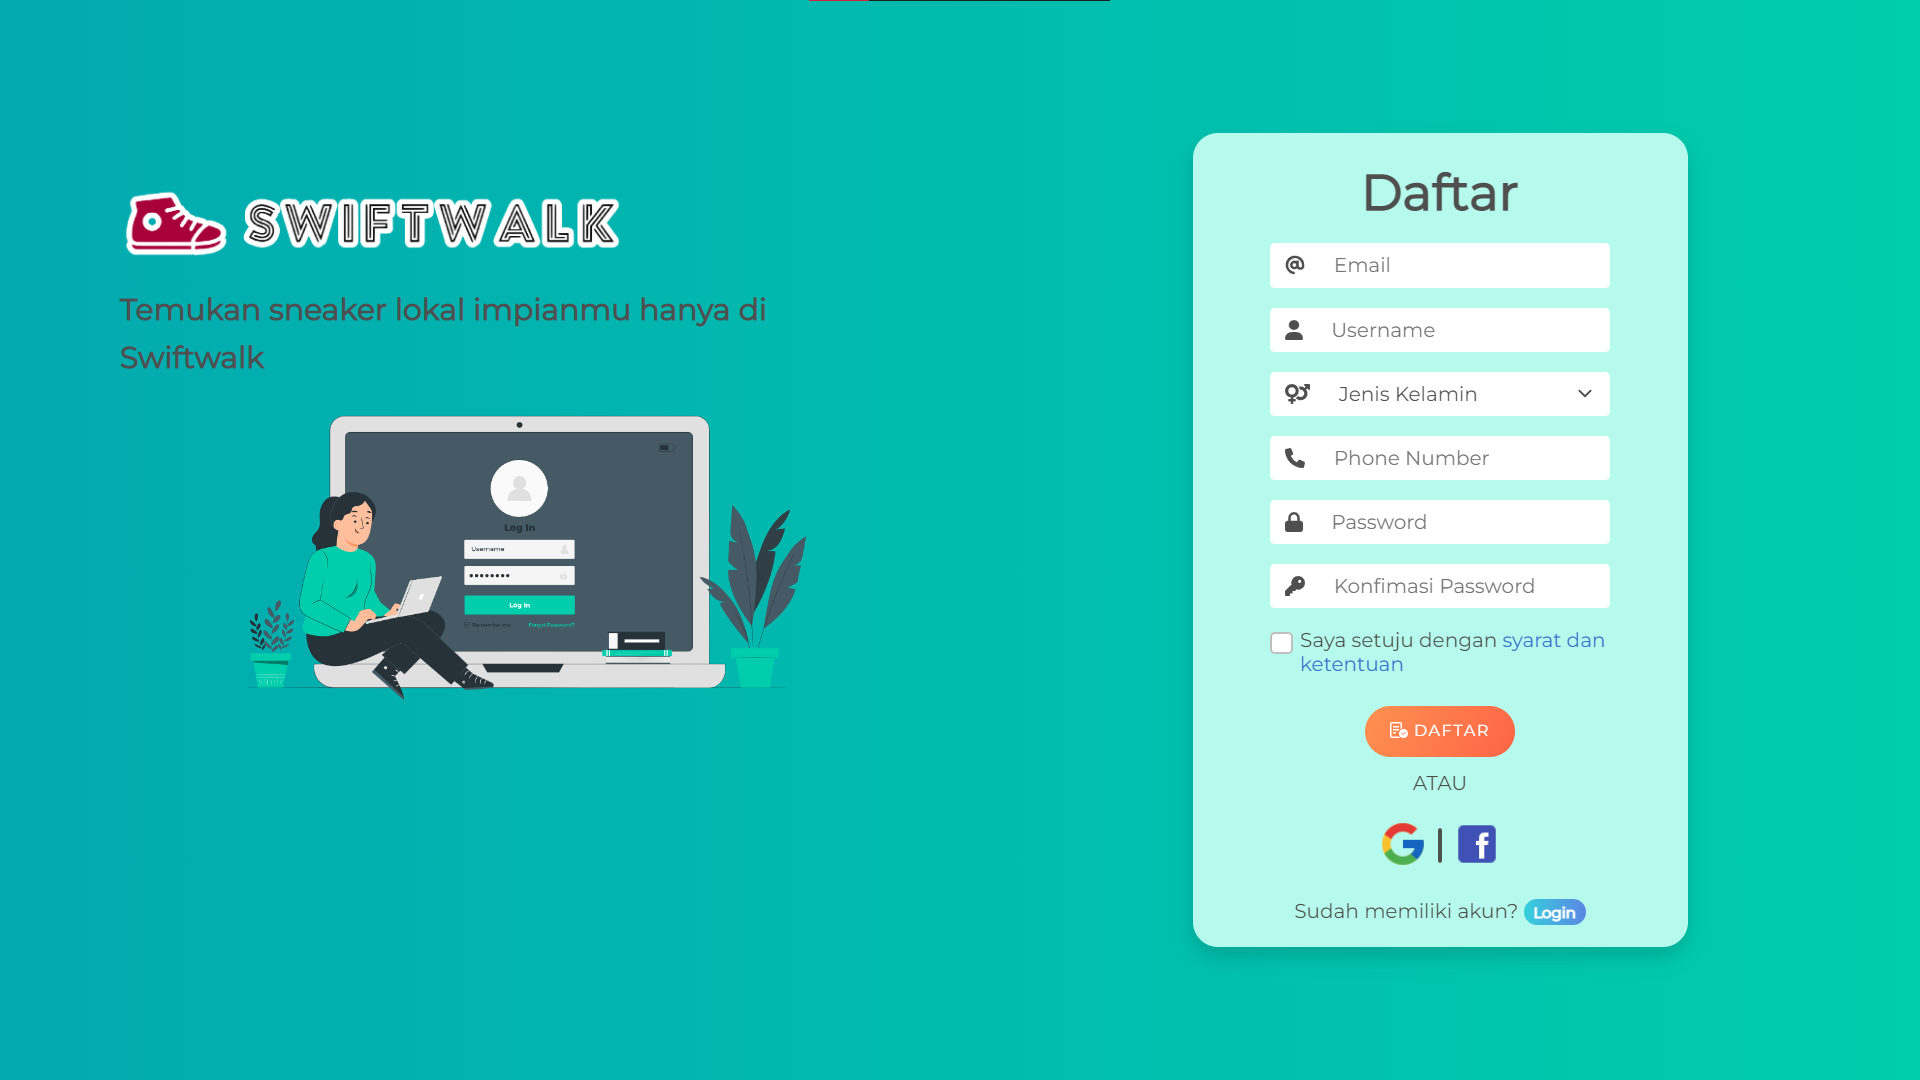 SWIFTWALK
Temukan sneaker lokal impianmu hanya di
Swiftwalk
Log In
Username
Log In
Remember me
Forgot Password?
Daftar
Email
Username
Jenis Kelamin
Phone Number
Password
Konfimasi Password
Saya setuju dengan syarat dan
ketentuan
DAFTAR
ATAU
Sudah memiliki akun? Login